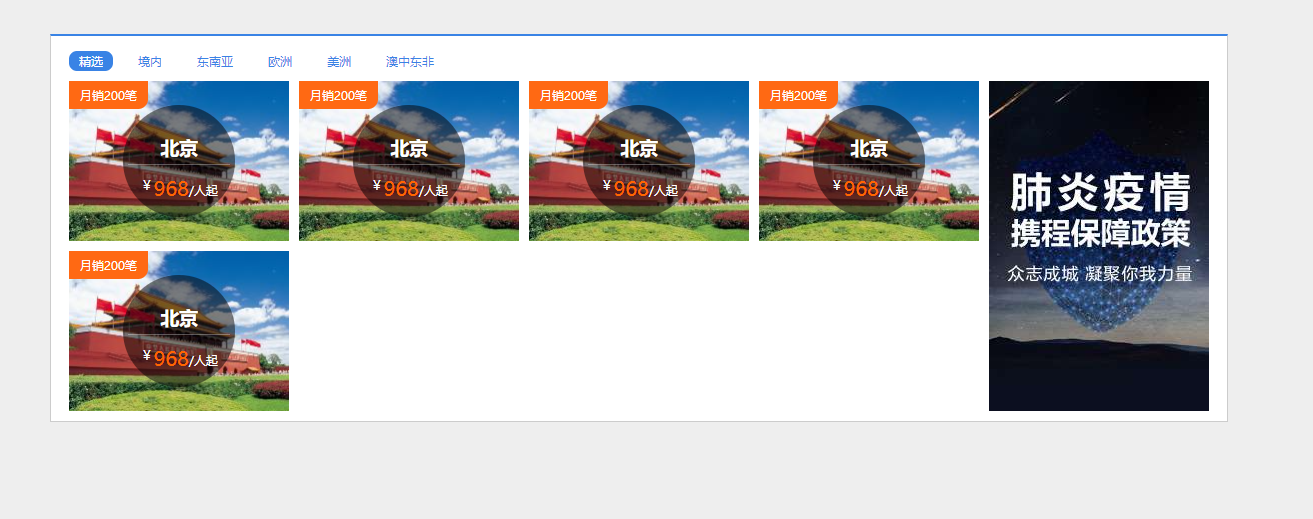 精选 境内 东南亚 欧洲 美洲 澳中东非
月销200笔
北京
¥968/人起
月销200笔
北京
¥968/人起
月销200笔
北京
¥968/人起
月销200笔
北京
¥968/人起
肺炎疫情
携程保障政策
众志成城 凝聚你我力量
月销200笔
北京
¥968/人起